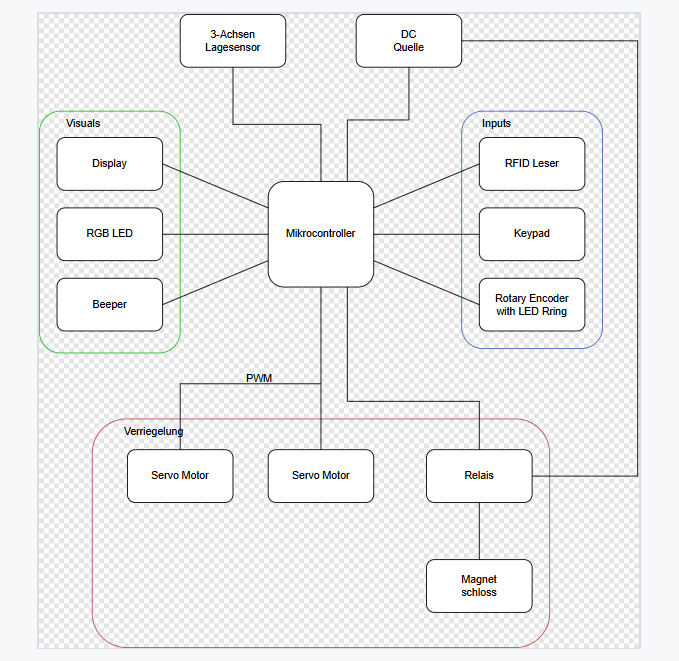 3-Achsen
Lagesensor
DC
Quelle
Visuals
Inputs
Display
RFID Leser
RGB LED
Mikrocontroller
Keypad
Beeper
Rotary Encoder
with LED Rring
PWM
Verriegelung
Servo Motor
Servo Motor
Relais
Magnet
schloss